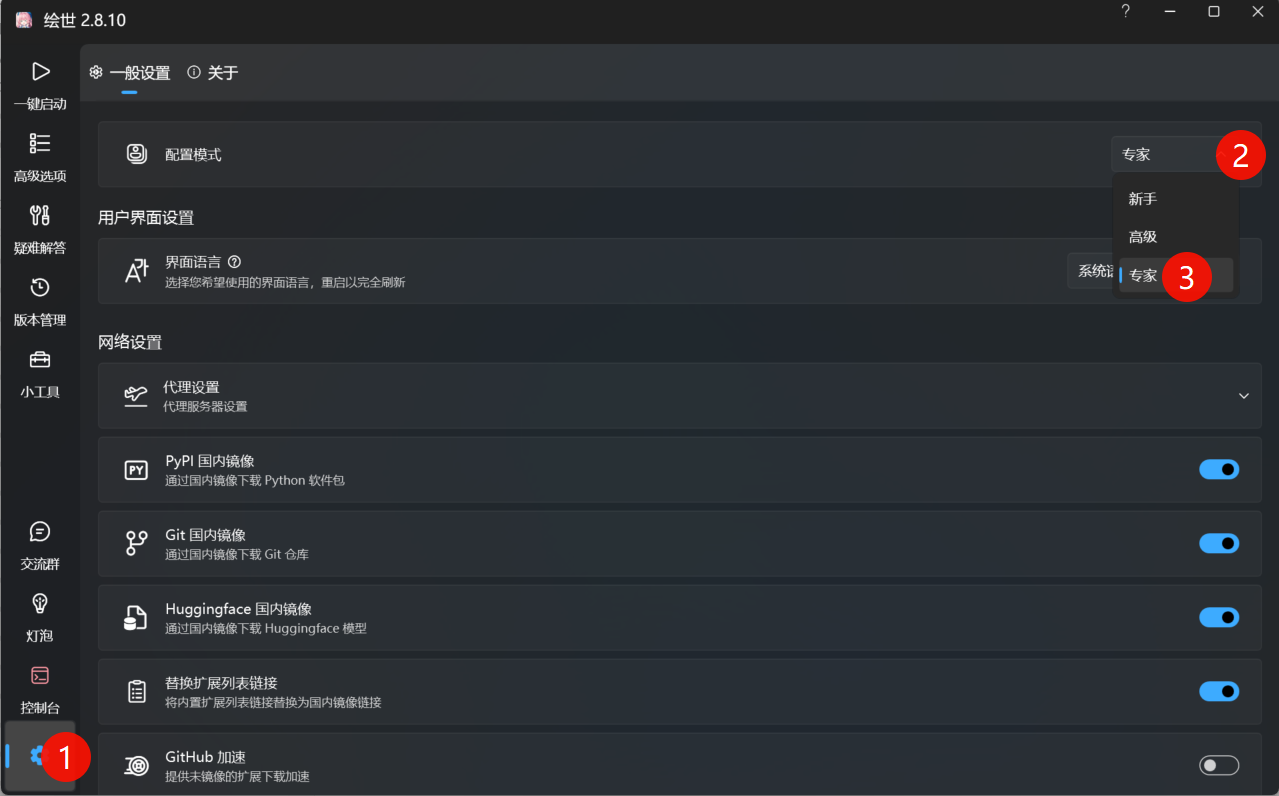 绘世 2.8.10
?
一键启动
高级选项
疑难解答
版本管理
小工具
交流群
灯泡
控制台
1
一般设置
关于
配置模式
专家
2
新手
高级
专家
3
用户界面设置
界面语言
选择您希望使用的界面语言，重启以完全刷新
系统
网络设置
代理设置
代理服务器设置
PY
PyPI 国内镜像
通过国内镜像下载 Python 软件包
Git 国内镜像
通过国内镜像下载 Git 仓库
Huggingface 国内镜像
通过国内镜像下载 Huggingface 模型
替换扩展列表链接
将内置扩展列表链接替换为国内镜像链接
GitHub 加速
提供未镜像的扩展下载加速